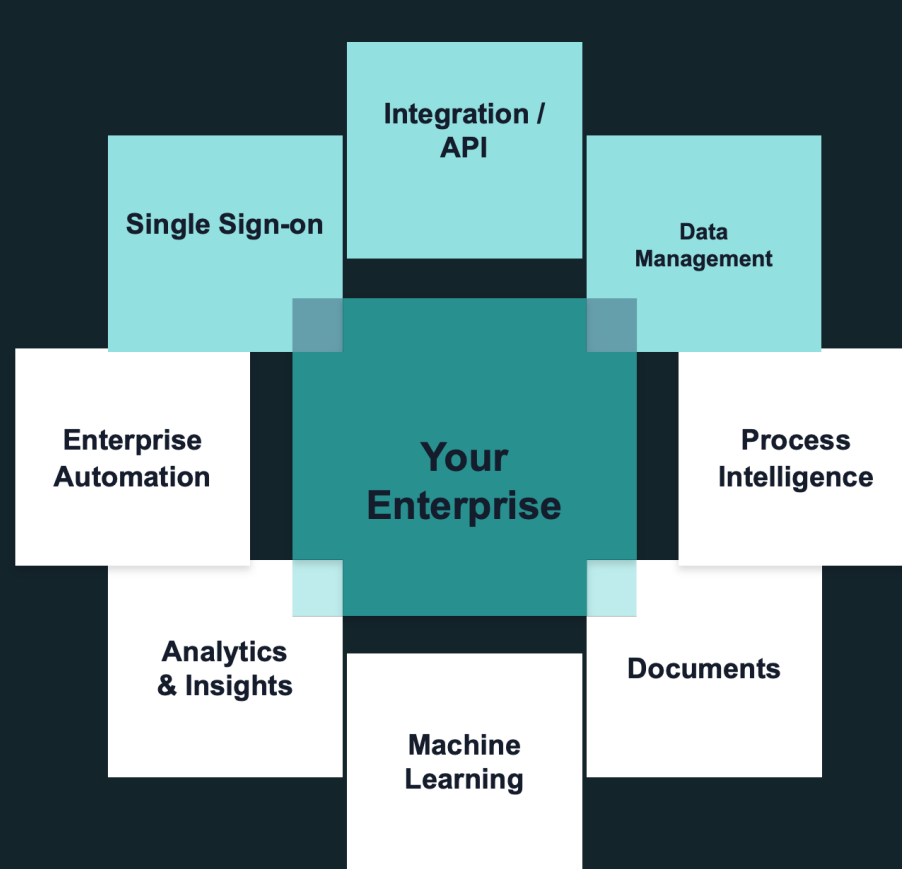 Integration /
API
Single Sign-on
Data
Management
Enterprise
Automation
Your
Enterprise
Process
Intelligence
Analytics
& Insights
Documents
Machine
Learning